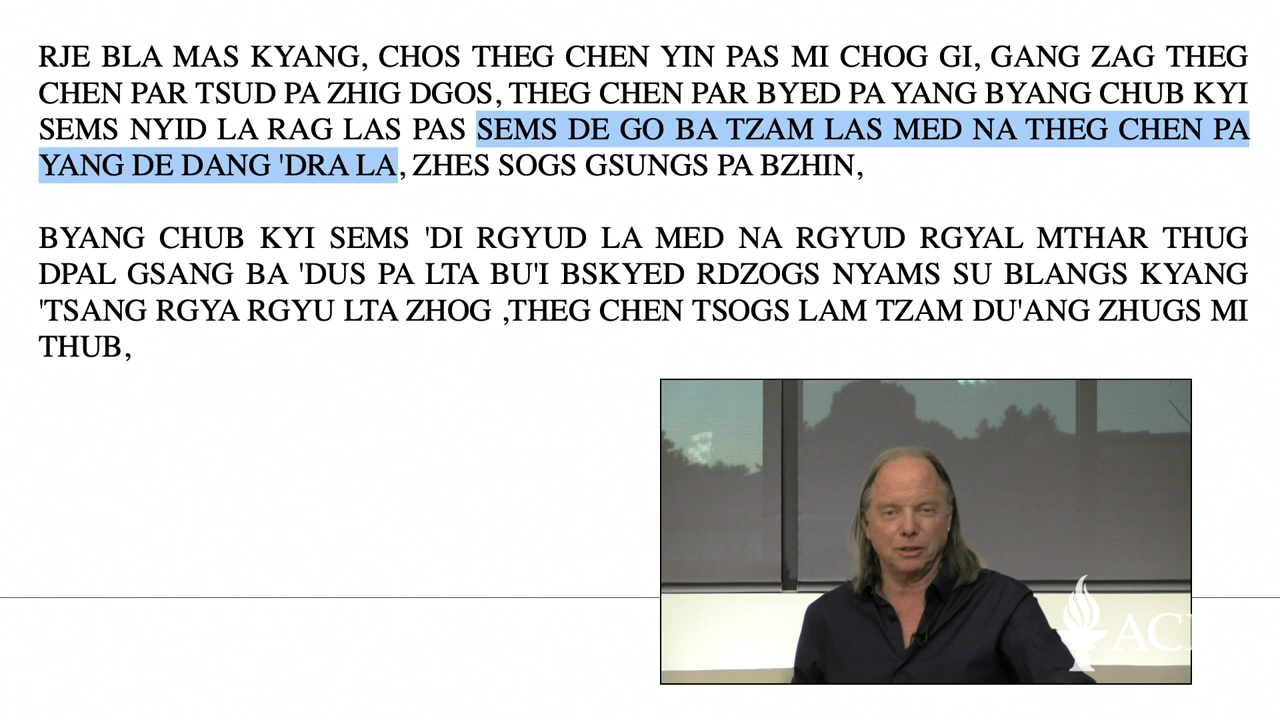 RJE BLA MAS KYANG, CHOS THEG CHEN YIN PAS MI CHOG GI, GANG ZAG THEG
CHEN PAR TSUD PA ZHIG DGOS, THEG CHEN PAR BYED PA YANG BYANG CHUB KYI
SEMS NYID LA RAG LAS PAS SEMS DE GO BA TZAM LAS MED NA THEG CHEN PA
YANG DE DANG 'DRA LA, ZHES SOGS GSUNGS PA BZHIN,
BYANG CHUB KYI SEMS 'DI RGYUD LA MED NA RGYUD RGYAL MTHAR THUG
DPAL GSANG BA 'DUS PA LTA BU'I BSKYED RDZOGS NYAMS SU BLANGS KYANG
'TSANG RGYA RGYU LTA ZHOG ,THEG CHEN TSOGS LAM TZAM DU'ANG ZHUGS MI
THUB,